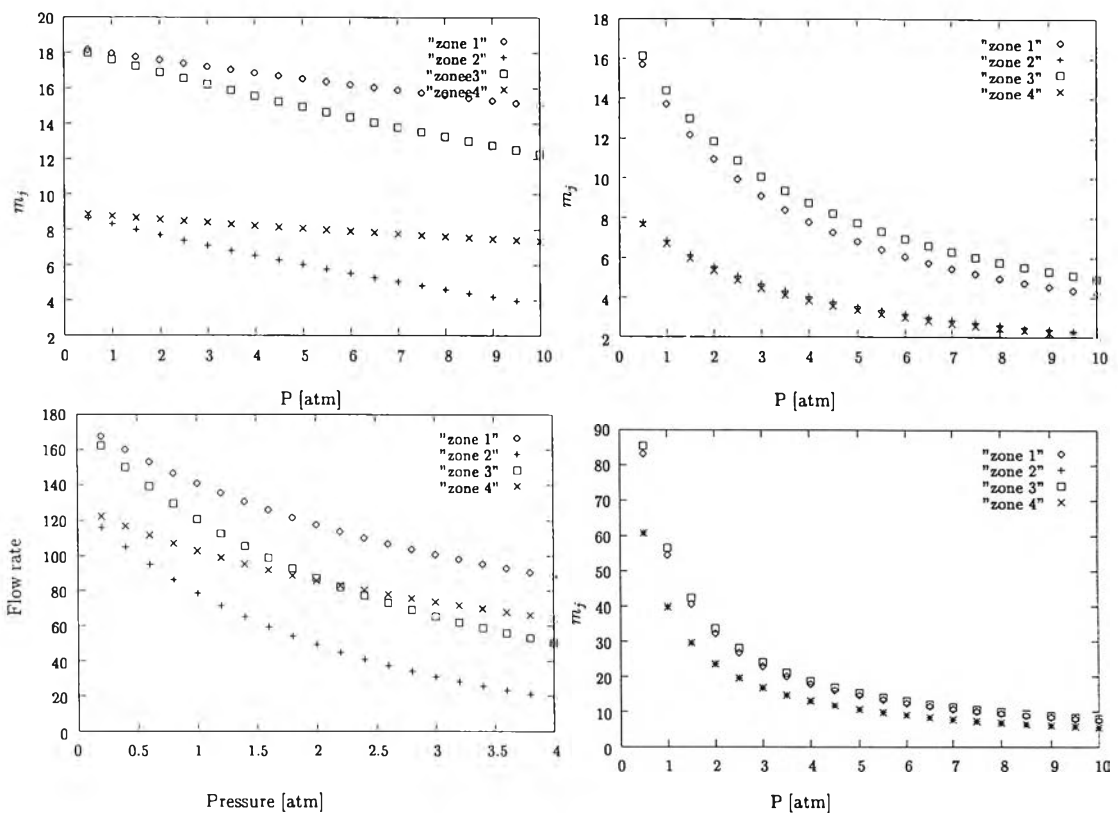 18
16
14
12
10
8
6
4
2
m_j
0 1 2 3 4 5 6 7 8 9 10
P [atm]
"zone 1"
"zone 2"
"zonee3"
"zonee4"
20
18
16
14
12
10
8
6
4
2
m_j
0 1 2 3 4 5 6 7 8 9 10
P [atm]
"zone 1"
"zone 2"
"zone 3"
"zone 4"
180
160
140
120
100
80
60
40
20
0
Flow rate
0 0.5 1 1.5 2 2.5 3 3.5 4
Pressure [atm]
"zone 1"
"zone 2"
"zone 3"
"zone 4"
90
80
70
60
50
40
30
20
10
0
m_j
0 1 2 3 4 5 6 7 8 9 10
P [atm]
"zone 1"
"zone 2"
"zone 3"
"zone 4"